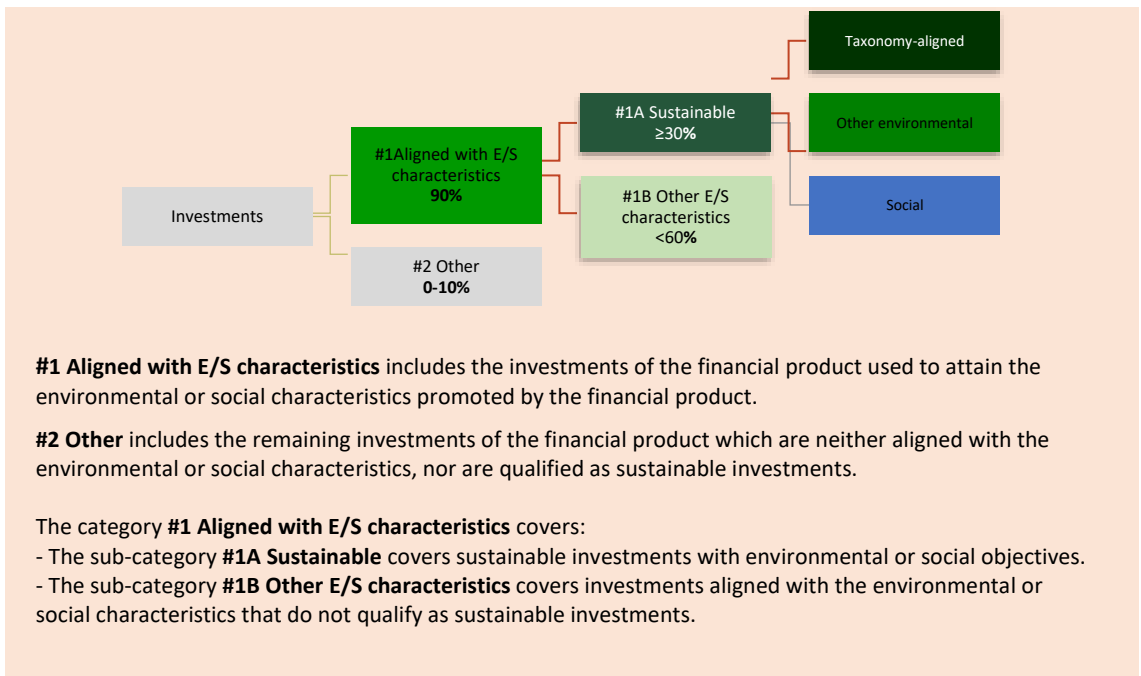 Investments
#1Aligned with E/S
characteristics
90%
#2 Other
0-10%
#1A Sustainable
≥30%
#1B Other E/S
characteristics
<60%
Taxonomy-aligned
Other environmental
Social
#1 Aligned with E/S characteristics includes the investments of the financial product used to attain the
environmental or social characteristics promoted by the financial product.
#2 Other includes the remaining investments of the financial product which are neither aligned with the
environmental or social characteristics, nor are qualified as sustainable investments.
The category #1 Aligned with E/S characteristics covers:
- The sub-category #1A Sustainable covers sustainable investments with environmental or social objectives.
- The sub-category #1B Other E/S characteristics covers investments aligned with the environmental or
social characteristics that do not qualify as sustainable investments.